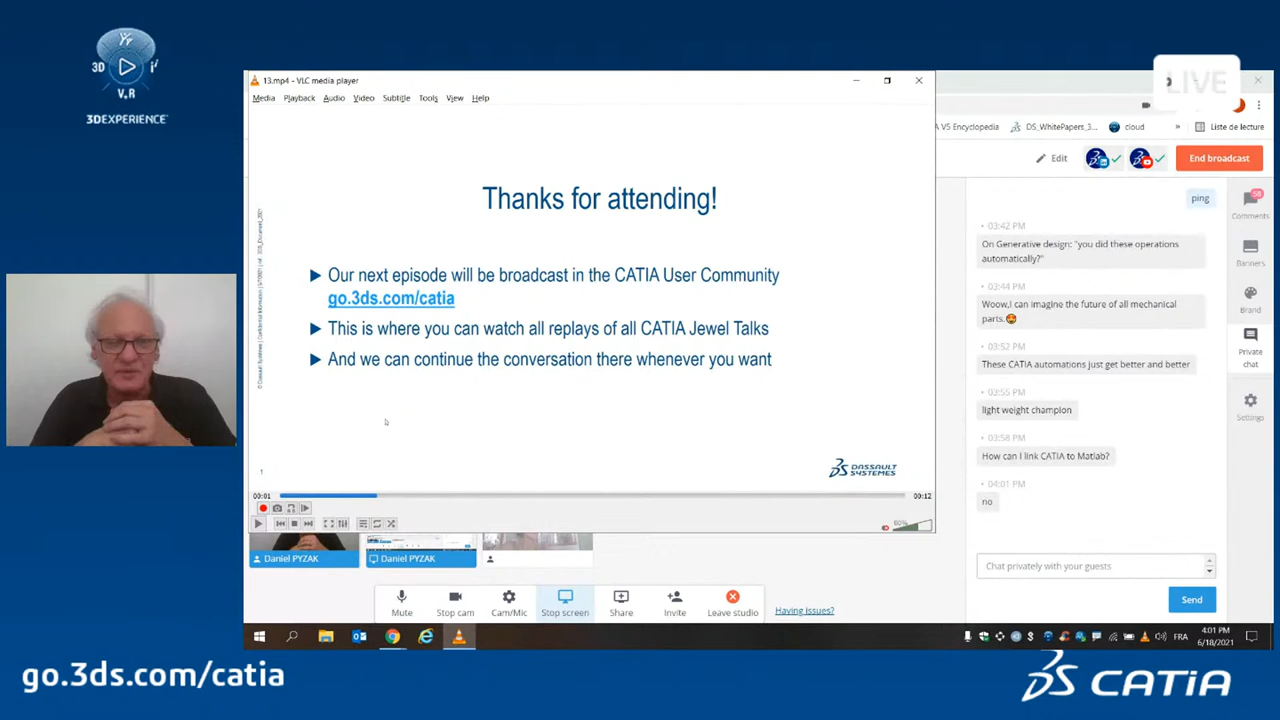 3D
V.R
3DEXPERIENCE
LIVE
13.mp4 - VLC media player
Media Playback Audio Video Subtitle Tools View Help
Thanks for attending!
Our next episode will be broadcast in the CATIA User Community
go.3ds.com/catia
This is where you can watch all replays of all CATIA Jewel Talks
And we can continue the conversation there whenever you want
1
DASSAULT
SYSTEMES
00:01
00:12
80%
V5 Encyclopedia DS_WhitePapers_3... cloud » Liste de lecture
Edit
End broadcast
ping
03:42 PM
On Generative design: "you did these operations
automatically?"
03:44 PM
Woow,I can imagine the future of all mechanical
parts.😍
03:52 PM
These CATIA automations just get better and better
03:55 PM
light weight champion
03:58 PM
How can I link CATIA to Matlab?
04:01 PM
no
Chat privately with your guests
Send
58
Comments
Banners
Brand
Private
chat
Settings
Daniel PYZAK
Daniel PYZAK
Mute Stop cam Cam/Mic Stop screen Share Invite Leave studio
Having issues?
FRA
4:01 PM
6/18/2021
go.3ds.com/catia
CATIA